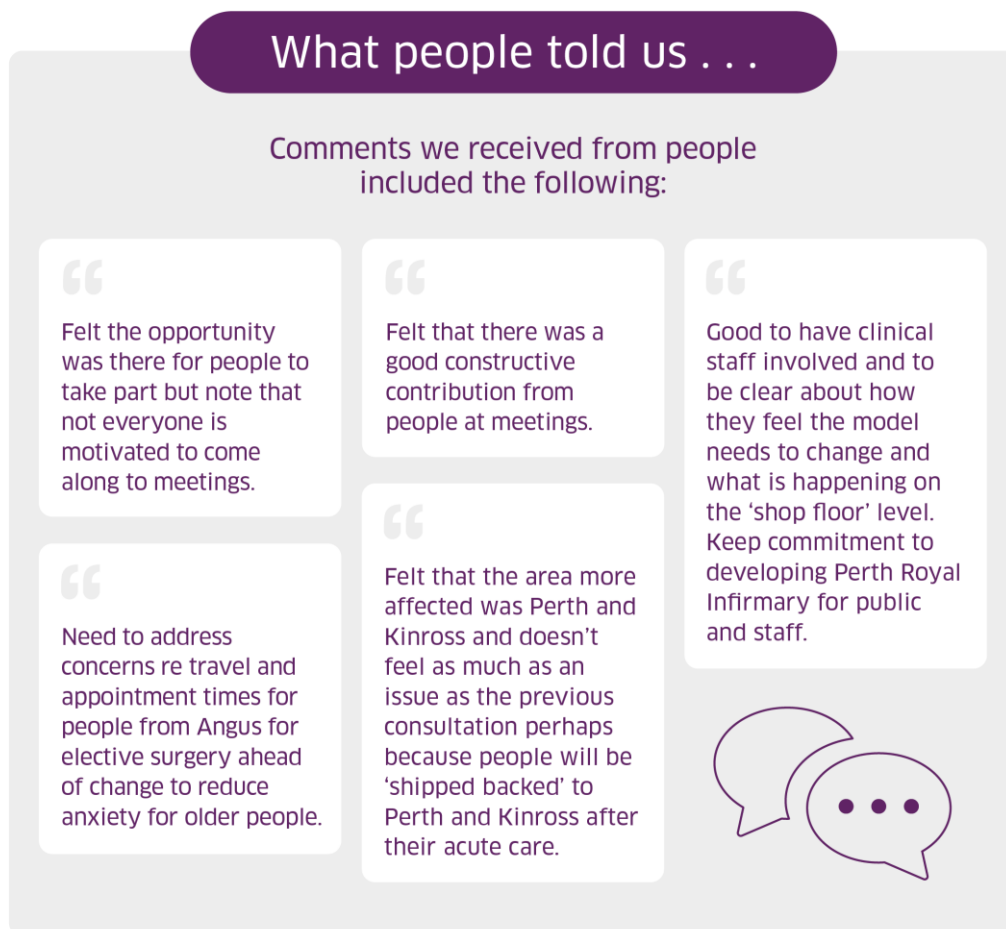 What people told us . . .
Comments we received from people
included the following:
Felt the opportunity
was there for people to
take part but note that
not everyone is
motivated to come
along to meetings.
Need to address
concerns re travel and
appointment times for
people from Angus for
elective surgery ahead
of change to reduce
anxiety for older people.
Felt that there was a
good constructive
contribution from
people at meetings.
Felt that the area more
affected was Perth and
Kinross and doesn’t
feel as much as an
issue as the previous
consultation perhaps
because people will be
‘shipped backed’ to
Perth and Kinross after
their acute care.
Good to have clinical
staff involved and to
be clear about how
they feel the model
needs to change and
what is happening on
the ‘shop floor’ level.
Keep commitment to
developing Perth Royal
Infirmary for public
and staff.